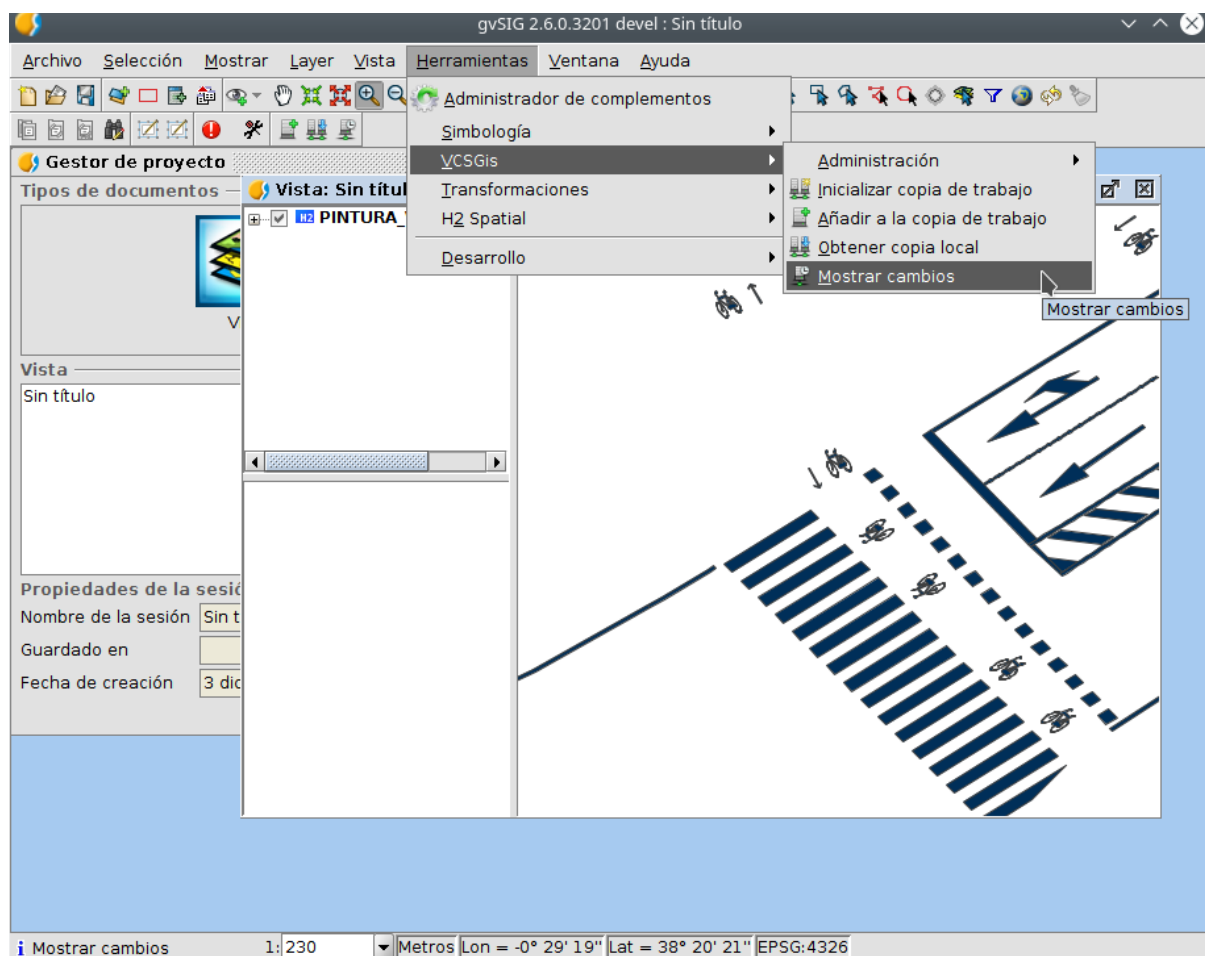 gvSIG 2.6.0.3201 devel : Sin título
Archivo Selección Mostrar Layer Vista Herramientas Ventana Ayuda
Administrador de complementos
Simbología
VCSGis
Transformaciones
H2 Spatial
Desarrollo
Administración
Inicializar copia de trabajo
Añadir a la copia de trabajo
Obtener copia local
Mostrar cambios
Mostrar cambios
Gestor de proyecto
Tipos de documentos
V
Vista
Sin título
Propiedades de la sesió
Nombre de la sesión Sin t
Guardado en
Fecha de creación 3 dic
Vista: Sin títul
H2 PINTURA_
Mostrar cambios 1: 230 Metros Lon = -0° 29' 19" Lat = 38° 20' 21" EPSG:4326